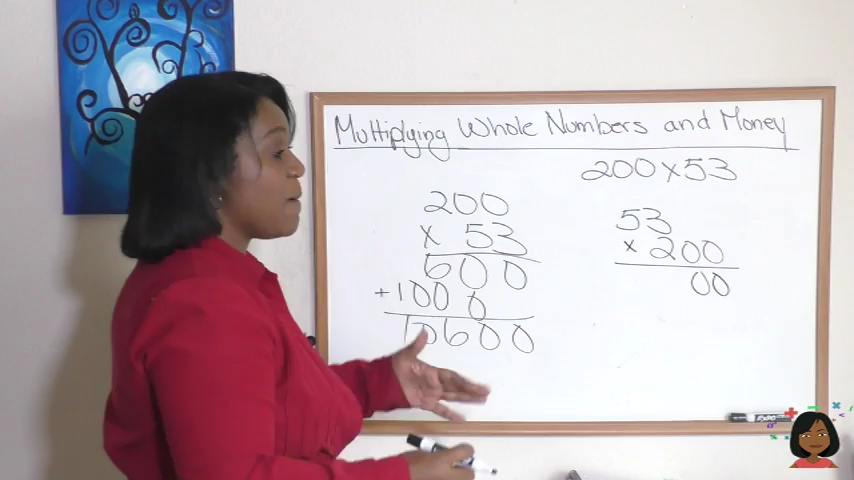 Multiplying Whole Numbers and Money
200 x 53
200
x 53
600
+ 1000
10600
53
x 200
00